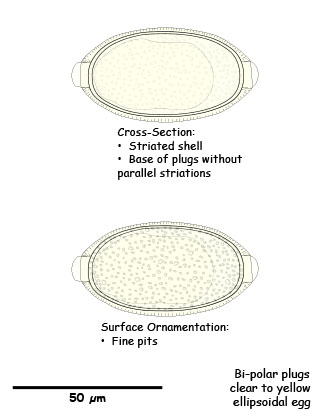 Cross-Section:
• Striated shell
• Base of plugs without
parallel striations
Surface Ornamentation:
• Fine pits
50 µm
Bi-polar plugs
clear to yellow
ellipsoidal egg